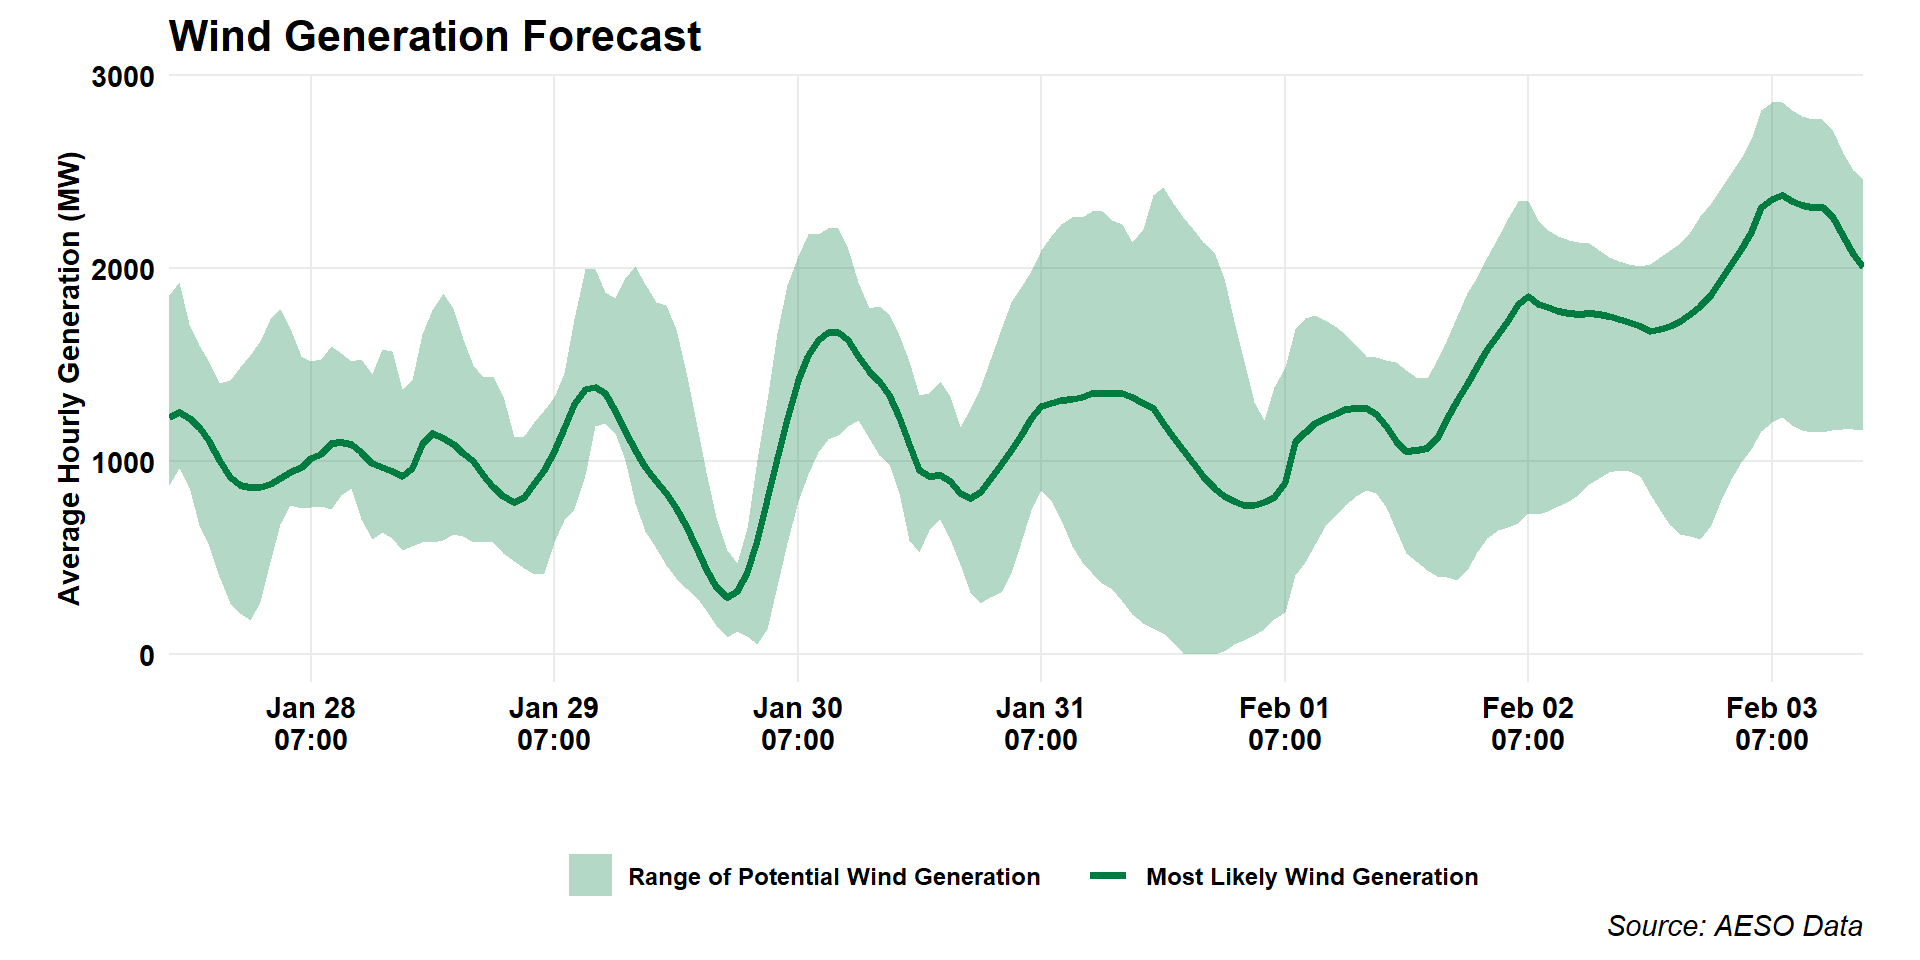 Wind Generation Forecast
Average Hourly Generation (MW)
3000
2000
1000
0
Jan 28 Jan 29 Jan 30 Jan 31 Feb 01 Feb 02 Feb 03
07:00 07:00 07:00 07:00 07:00 07:00 07:00
Range of Potential Wind Generation Most Likely Wind Generation
Source: AESO Data